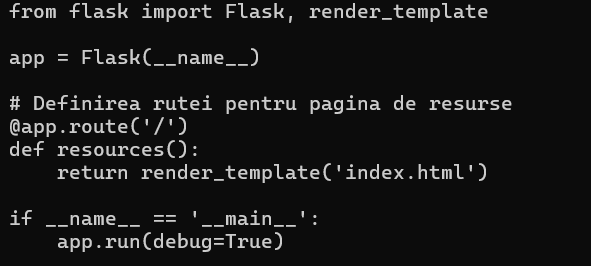 from flask import Flask, render_template
app = Flask(__name__)
# Definirea rutei pentru pagina de resurse
@app.route('/')
def resources():
    return render_template('index.html')
if __name__ == '__main__':
    app.run(debug=True)